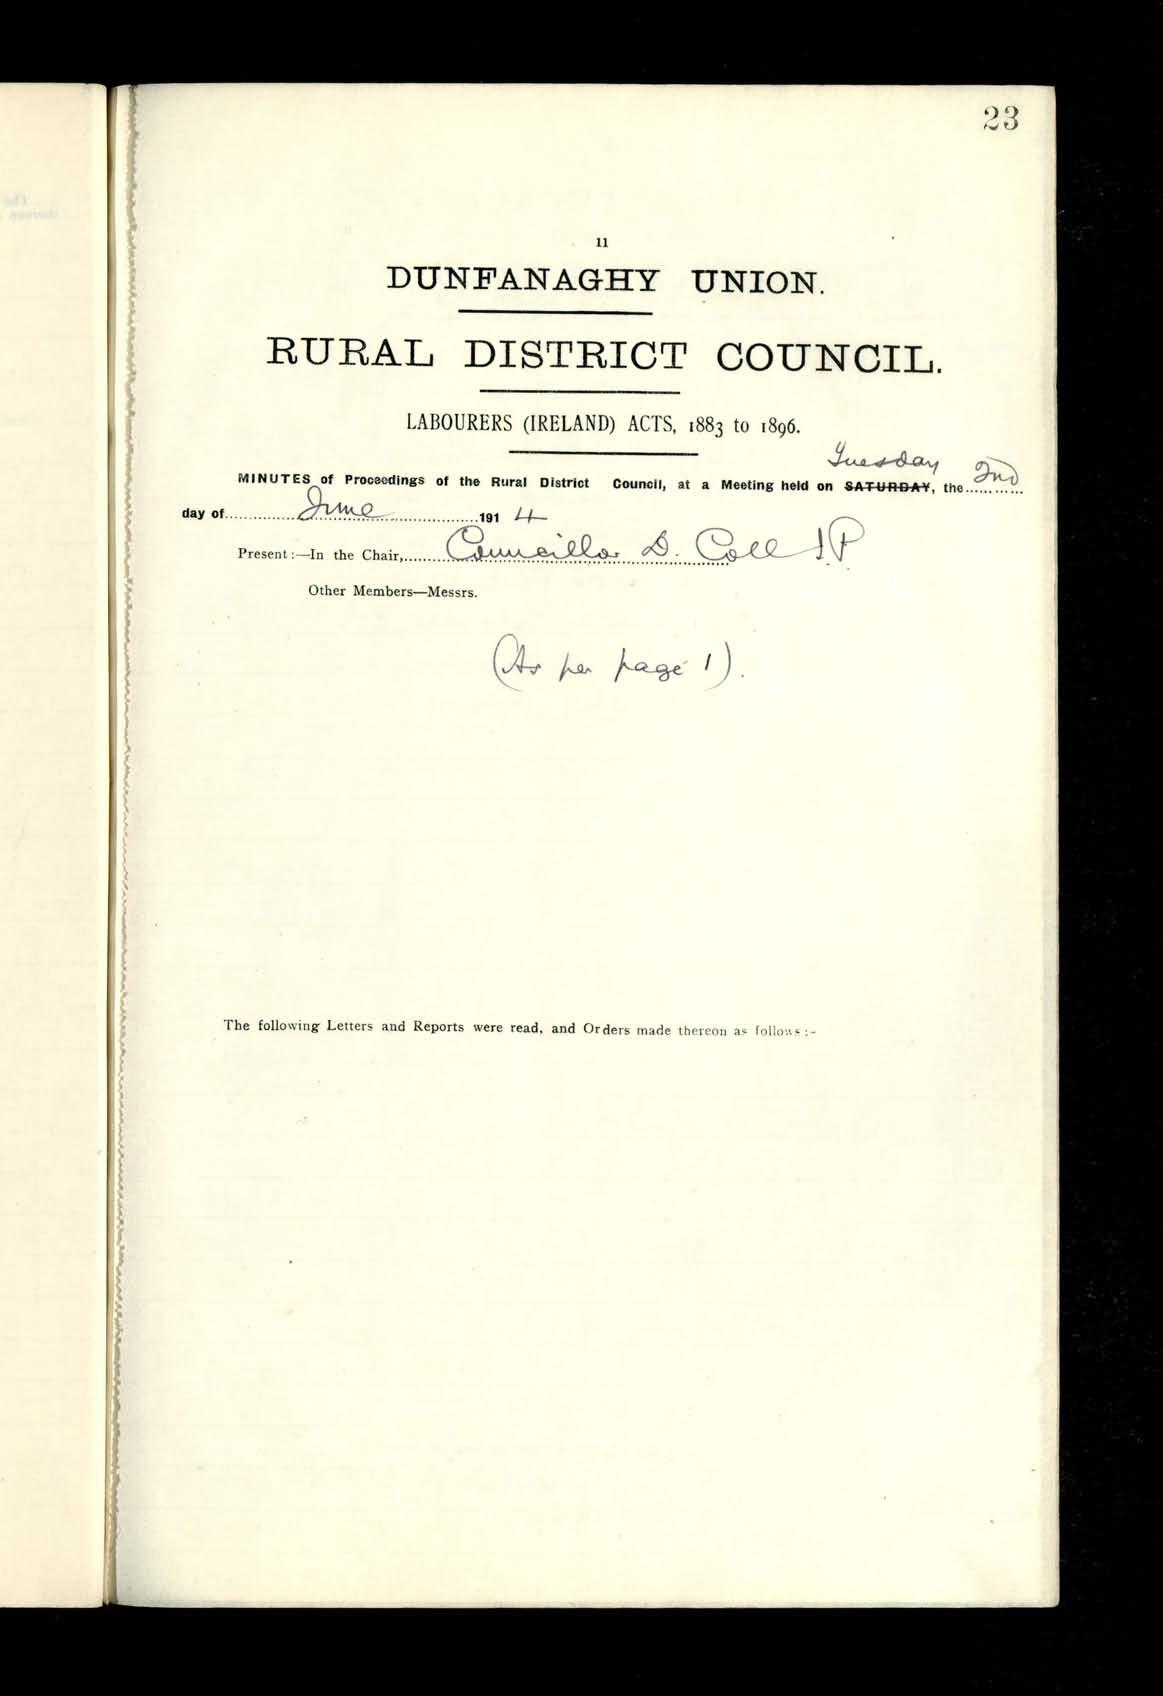 23
11
DUNFANAGHY UNION.
RURAL DISTRICT COUNCIL.
LABOURERS (IRELAND) ACTS, 1883 to 1896.
Tuesday
MINUTES of Proceedings of the Rural District Council, at a Meeting held on SATURDAY, the 2nd
day of June 1914
Present:—In the Chair, Councillor D. Coll J.P.
Other Members—Messrs.
(As per page 1).
The following Letters and Reports were read, and Orders made thereon as follows:-